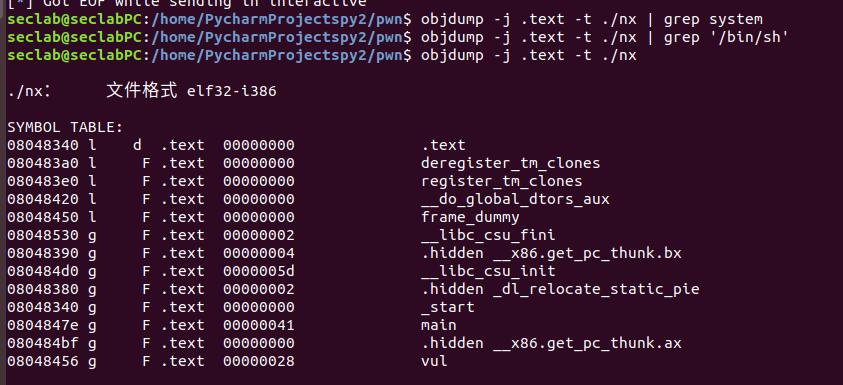 [*] Got EOF while sending in interactive
seclab@seclabPC:/home/PycharmProjectspy2/pwn$ objdump -j .text -t ./nx | grep system
seclab@seclabPC:/home/PycharmProjectspy2/pwn$ objdump -j .text -t ./nx | grep '/bin/sh'
seclab@seclabPC:/home/PycharmProjectspy2/pwn$ objdump -j .text -t ./nx
./nx： 文件格式 elf32-i386
SYMBOL TABLE:
08048340 l d .text 00000000 .text
080483a0 l F .text 00000000 deregister_tm_clones
080483e0 l F .text 00000000 register_tm_clones
08048420 l F .text 00000000 __do_global_dtors_aux
08048450 l F .text 00000000 frame_dummy
08048530 g F .text 00000002 __libc_csu_fini
08048390 g F .text 00000004 .hidden __x86.get_pc_thunk.bx
080484d0 g F .text 0000005d __libc_csu_init
08048380 g F .text 00000002 .hidden _dl_relocate_static_pie
08048340 g F .text 00000000 _start
0804847e g F .text 00000041 main
080484bf g F .text 00000000 .hidden __x86.get_pc_thunk.ax
08048456 g F .text 00000028 vul